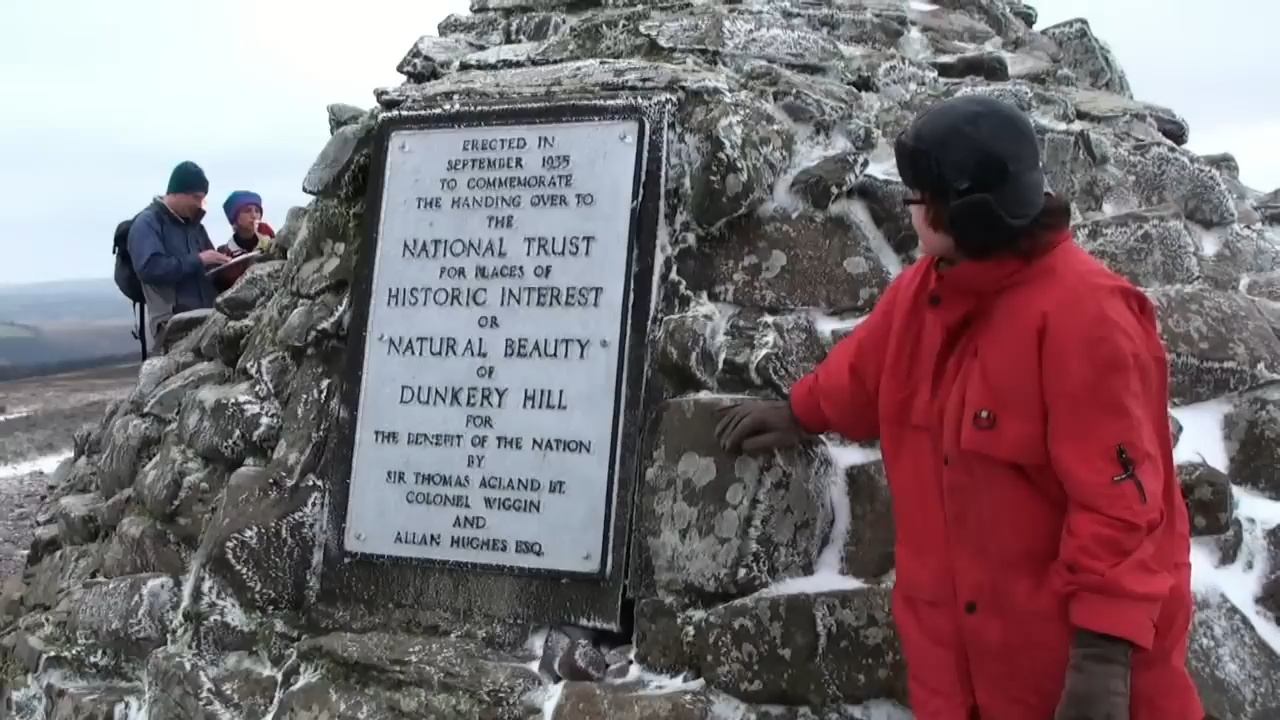 ERECTED IN
SEPTEMBER 1935
TO COMMEMORATE
THE HANDING OVER TO
THE
NATIONAL TRUST
FOR PLACES OF
HISTORIC INTEREST
OR
NATURAL BEAUTY
OF
DUNKERY HILL
FOR
THE BENEFIT OF THE NATION
BY
SIR THOMAS ACLAND BT.
COLONEL WIGGIN
AND
ALLAN HUGHES ESQ.